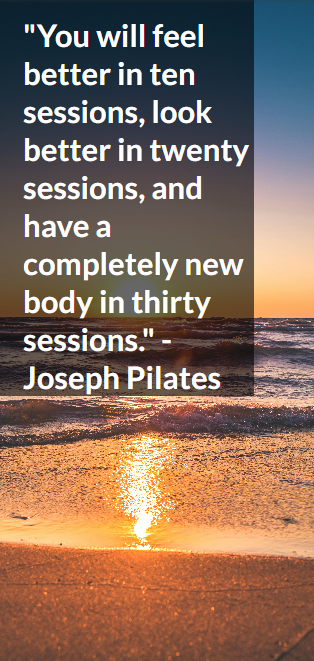 "You will feel
better in ten
sessions, look
better in twenty
sessions, and
have a
completely new
body in thirty
sessions." -
Joseph Pilates